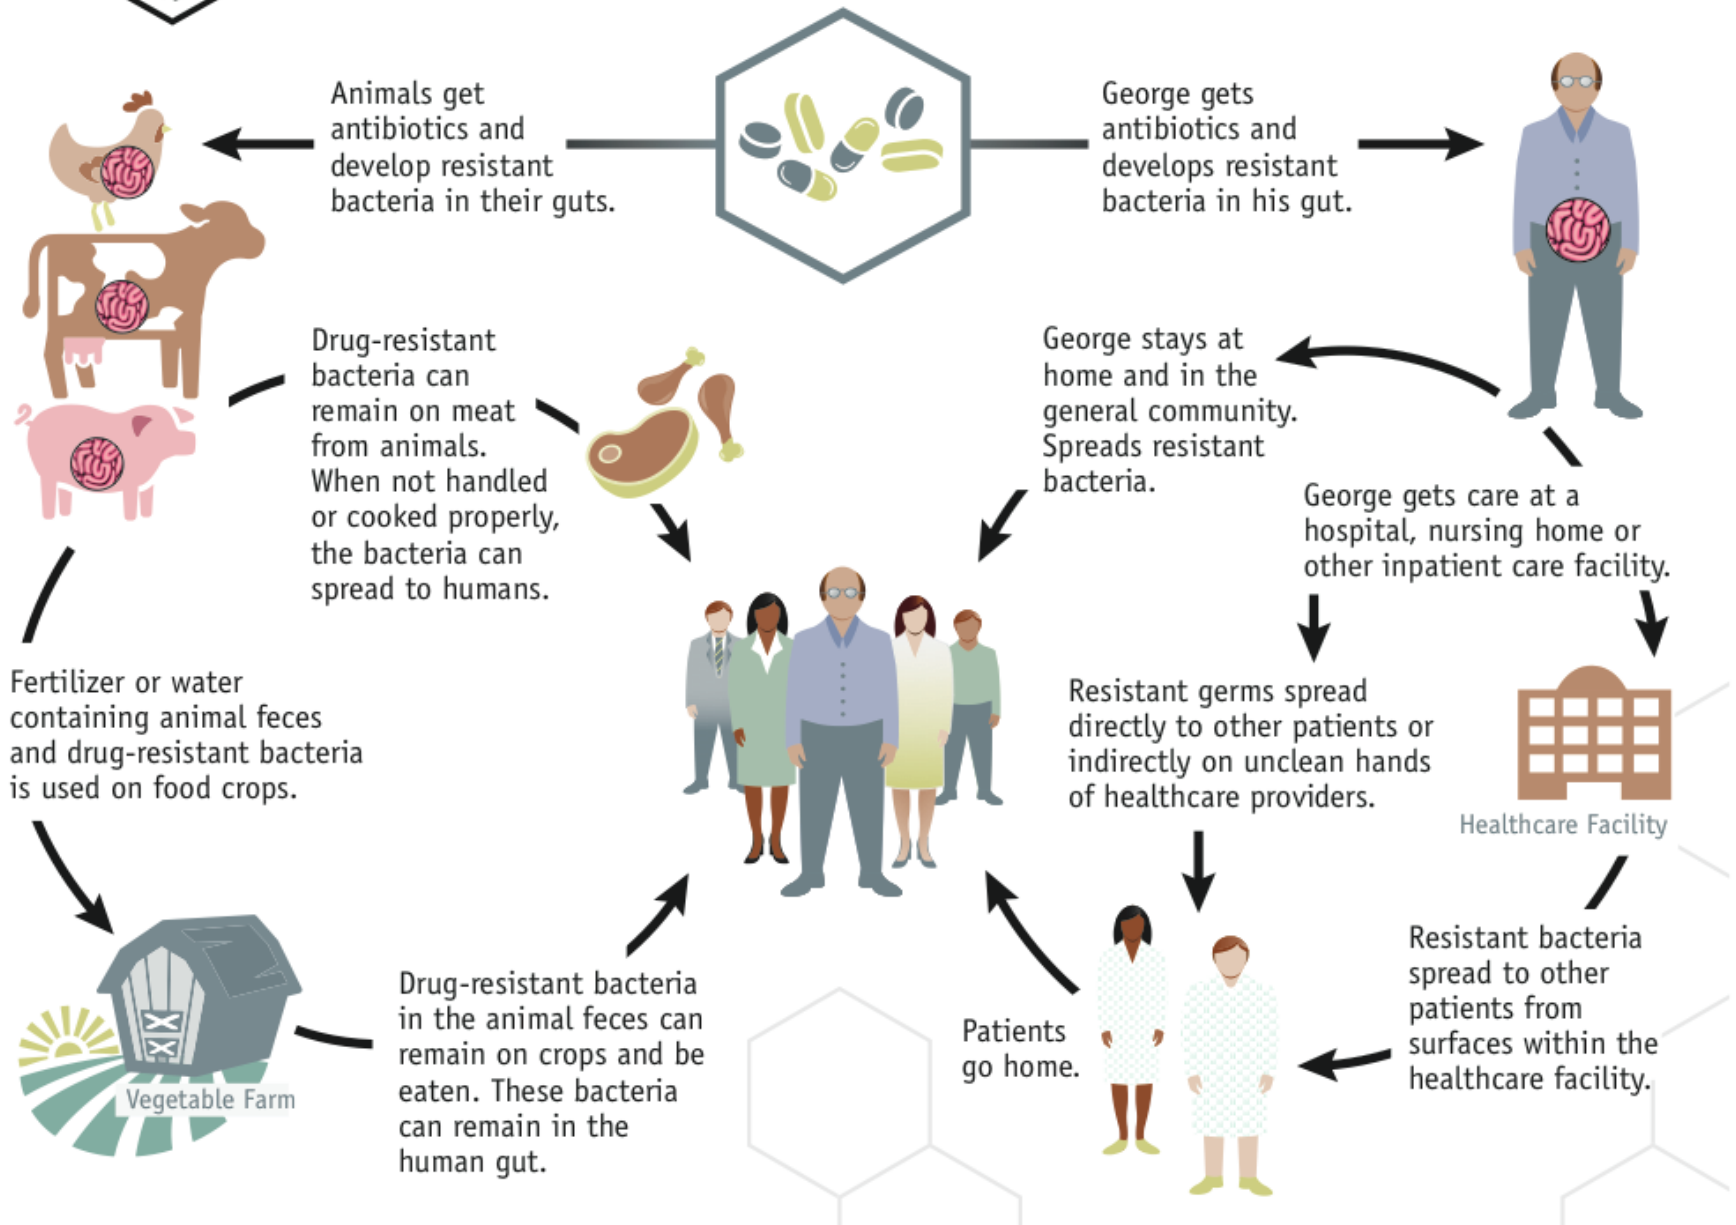 Animals get
antibiotics and
develop resistant
bacteria in their guts.
George gets
antibiotics and
develops resistant
bacteria in his gut.
Drug-resistant
bacteria can
remain on meat
from animals.
When not handled
or cooked properly,
the bacteria can
spread to humans.
George stays at
home and in the
general community.
Spreads resistant
bacteria.
George gets care at a
hospital, nursing home or
other inpatient care facility.
Fertilizer or water
containing animal feces
and drug-resistant bacteria
is used on food crops.
Resistant germs spread
directly to other patients or
indirectly on unclean hands
of healthcare providers.
Healthcare Facility
Vegetable Farm
Drug-resistant bacteria
in the animal feces can
remain on crops and be
eaten. These bacteria
can remain in the
human gut.
Patients
go home.
Resistant bacteria
spread to other
patients from
surfaces within the
healthcare facility.